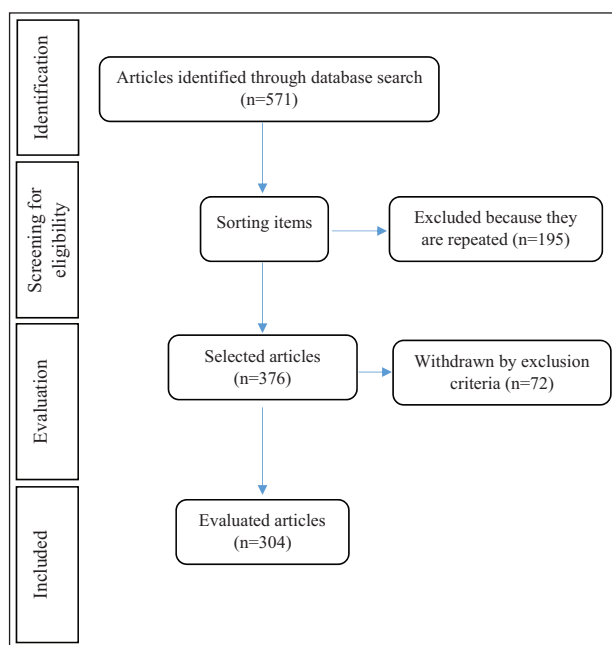 Identification
Articles identified through database search
(n=571)
Screening for
eligibility
Sorting items
Excluded because they
are repeated (n=195)
Evaluation
Selected articles
(n=376)
Withdrawn by exclusion
criteria (n=72)
Included
Evaluated articles
(n=304)